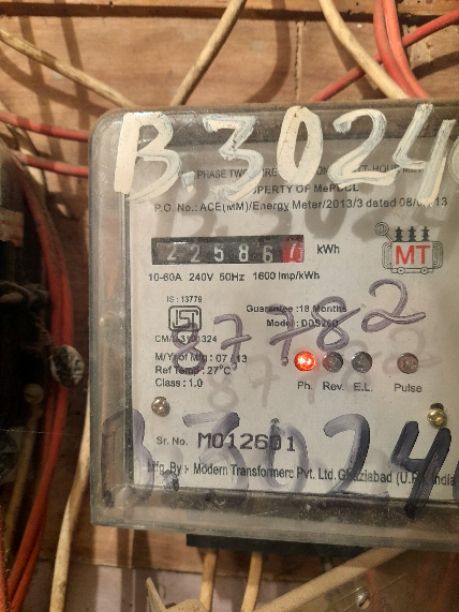 B.3024
PHASE TWO
PROPERTY OF MePDCL
P.O. No.: ACE(MM)/Energy Meter/2013/3 dated 08/ 13
225867 kWh
MT
10-60A 240V 50Hz 1600 Imp/kWh
IS : 13779
Guarantee : 18 Months
Model :
CM/L
87782
M/Yr of Mfg : 07/13
Ref Temp : 27°C
Class : 1.0
Ph. Rev. E.L. Pulse
Sr. No. M012601
B.3024
Mfg. By :- Modern Transformers Pvt. Ltd. Ghaziabad (U.P.) India